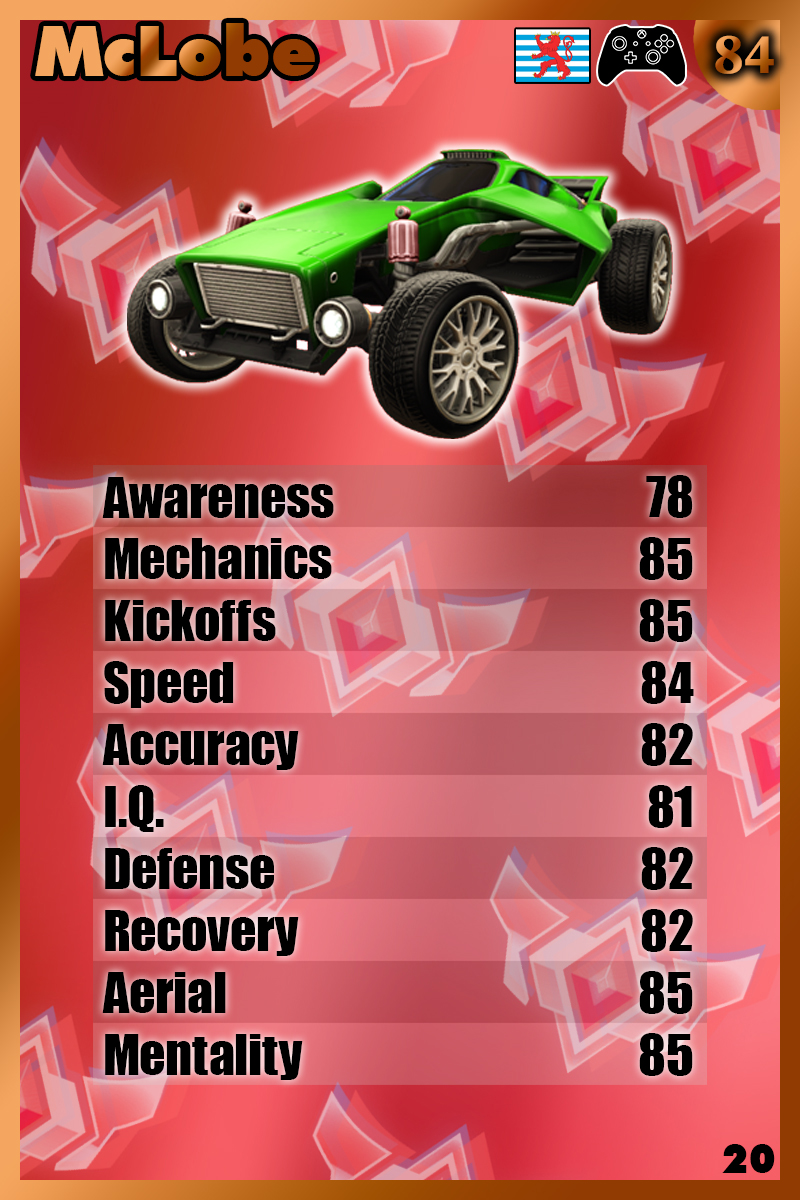 McLobe 84
Awareness 78
Mechanics 85
Kickoffs 85
Speed 84
Accuracy 82
I.Q. 81
Defense 82
Recovery 82
Aerial 85
Mentality 85
20